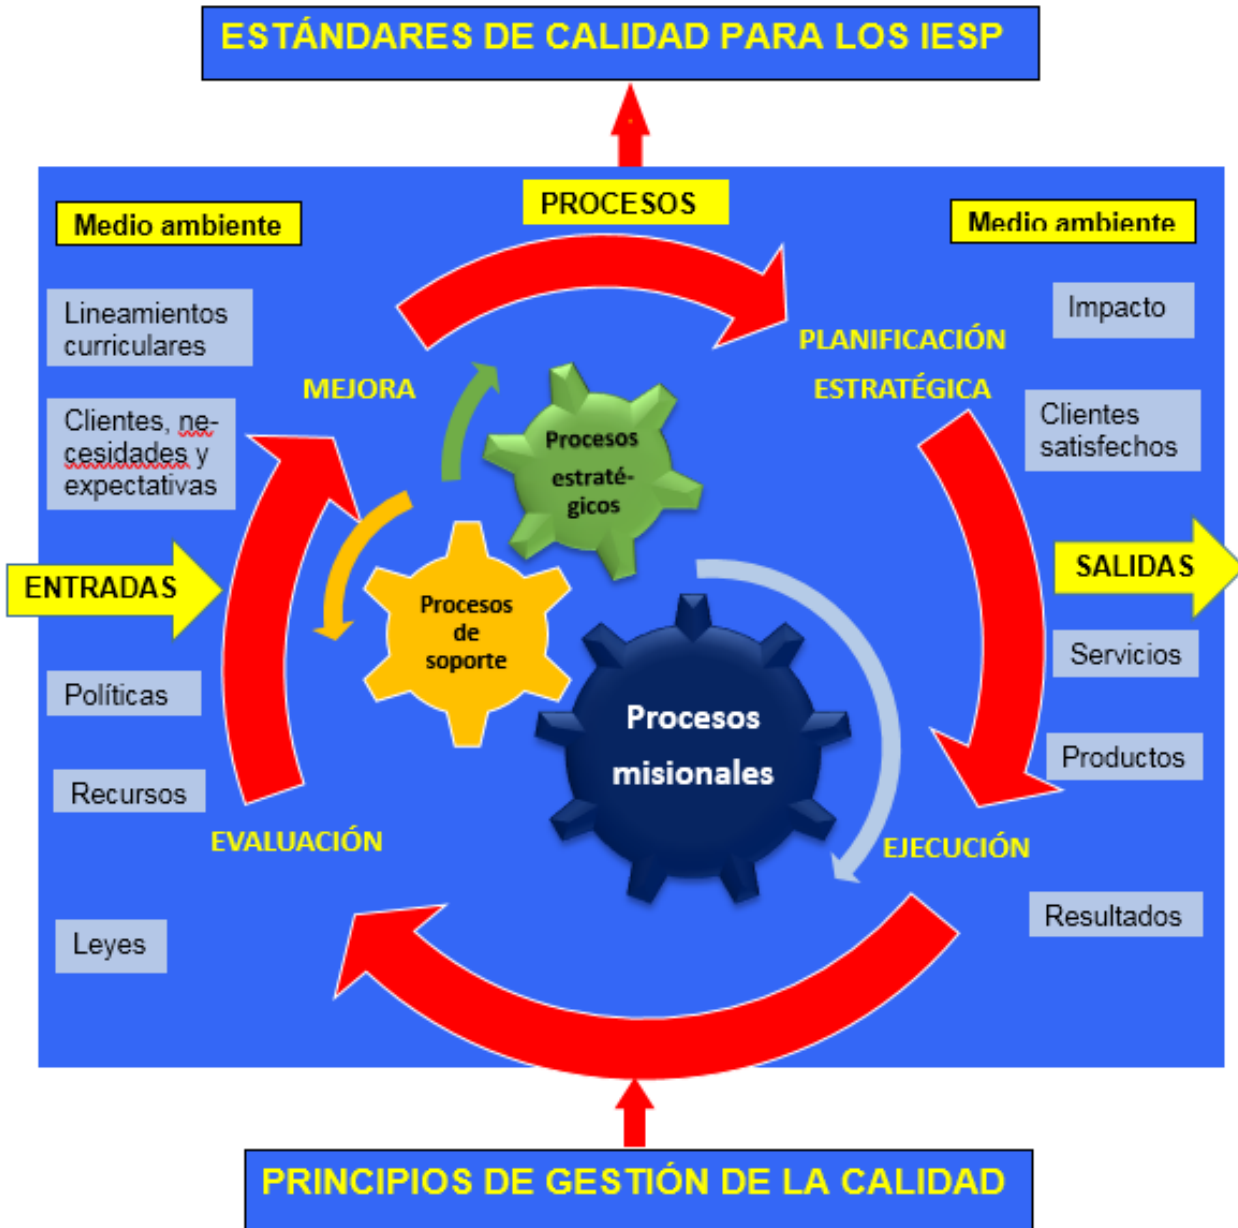 ESTÁNDARES DE CALIDAD PARA LOS IESP
PROCESOS
Medio ambiente
Medio ambiente
Lineamientos
curriculares
Impacto
PLANIFICACIÓN
ESTRATÉGICA
MEJORA
Clientes, ne-
cesidades y
expectativas
Clientes
satisfechos
Procesos
estraté-
gicos
ENTRADAS
SALIDAS
Procesos
de
soporte
Servicios
Políticas
Procesos
misionales
Productos
Recursos
EVALUACIÓN
EJECUCIÓN
Resultados
Leyes
PRINCIPIOS DE GESTIÓN DE LA CALIDAD